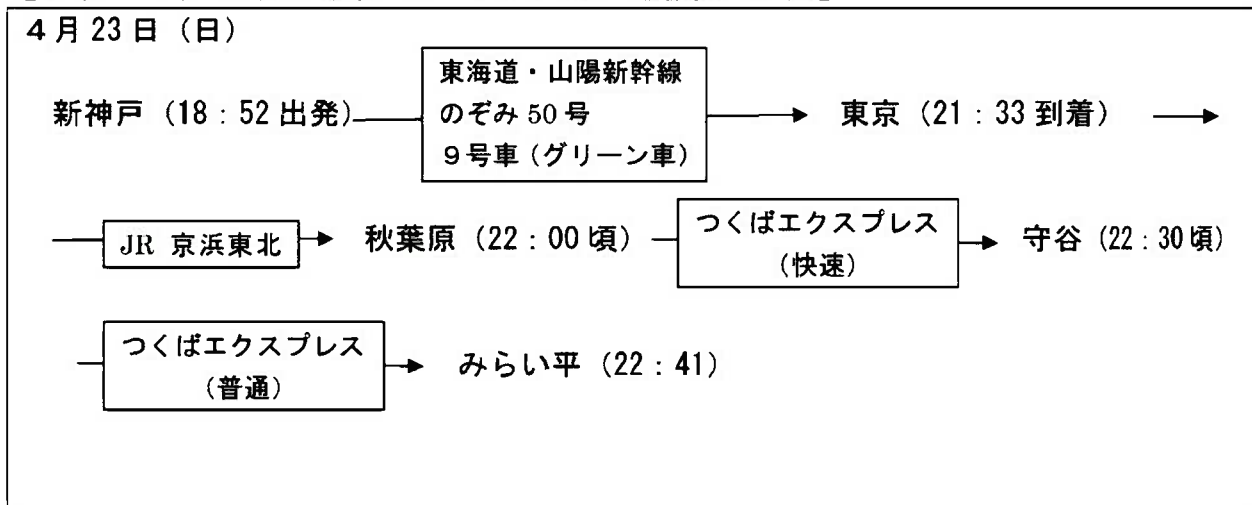 4月23日（日）
東海道・山陽新幹線
新神戸（18：52出発）
のぞみ50号
東京（21：33到着）
9号車（グリーン車）
JR 京浜東北
秋葉原（22：00頃）
つくばエクスプレス
（快速）
守谷（22：30頃）
つくばエクスプレス
（普通）
みらい平（22：41）